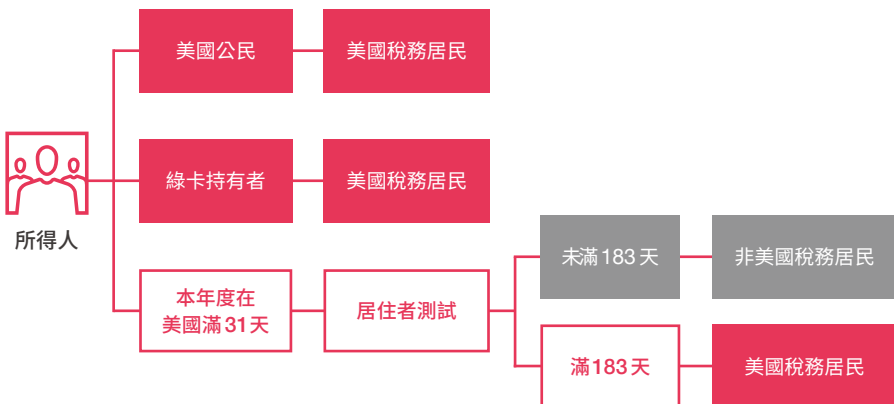 美國公民
美國稅務居民
所得人
綠卡持有者
美國稅務居民
本年度在
美國滿31天
居住者測試
未滿183天
非美國稅務居民
滿183天
美國稅務居民